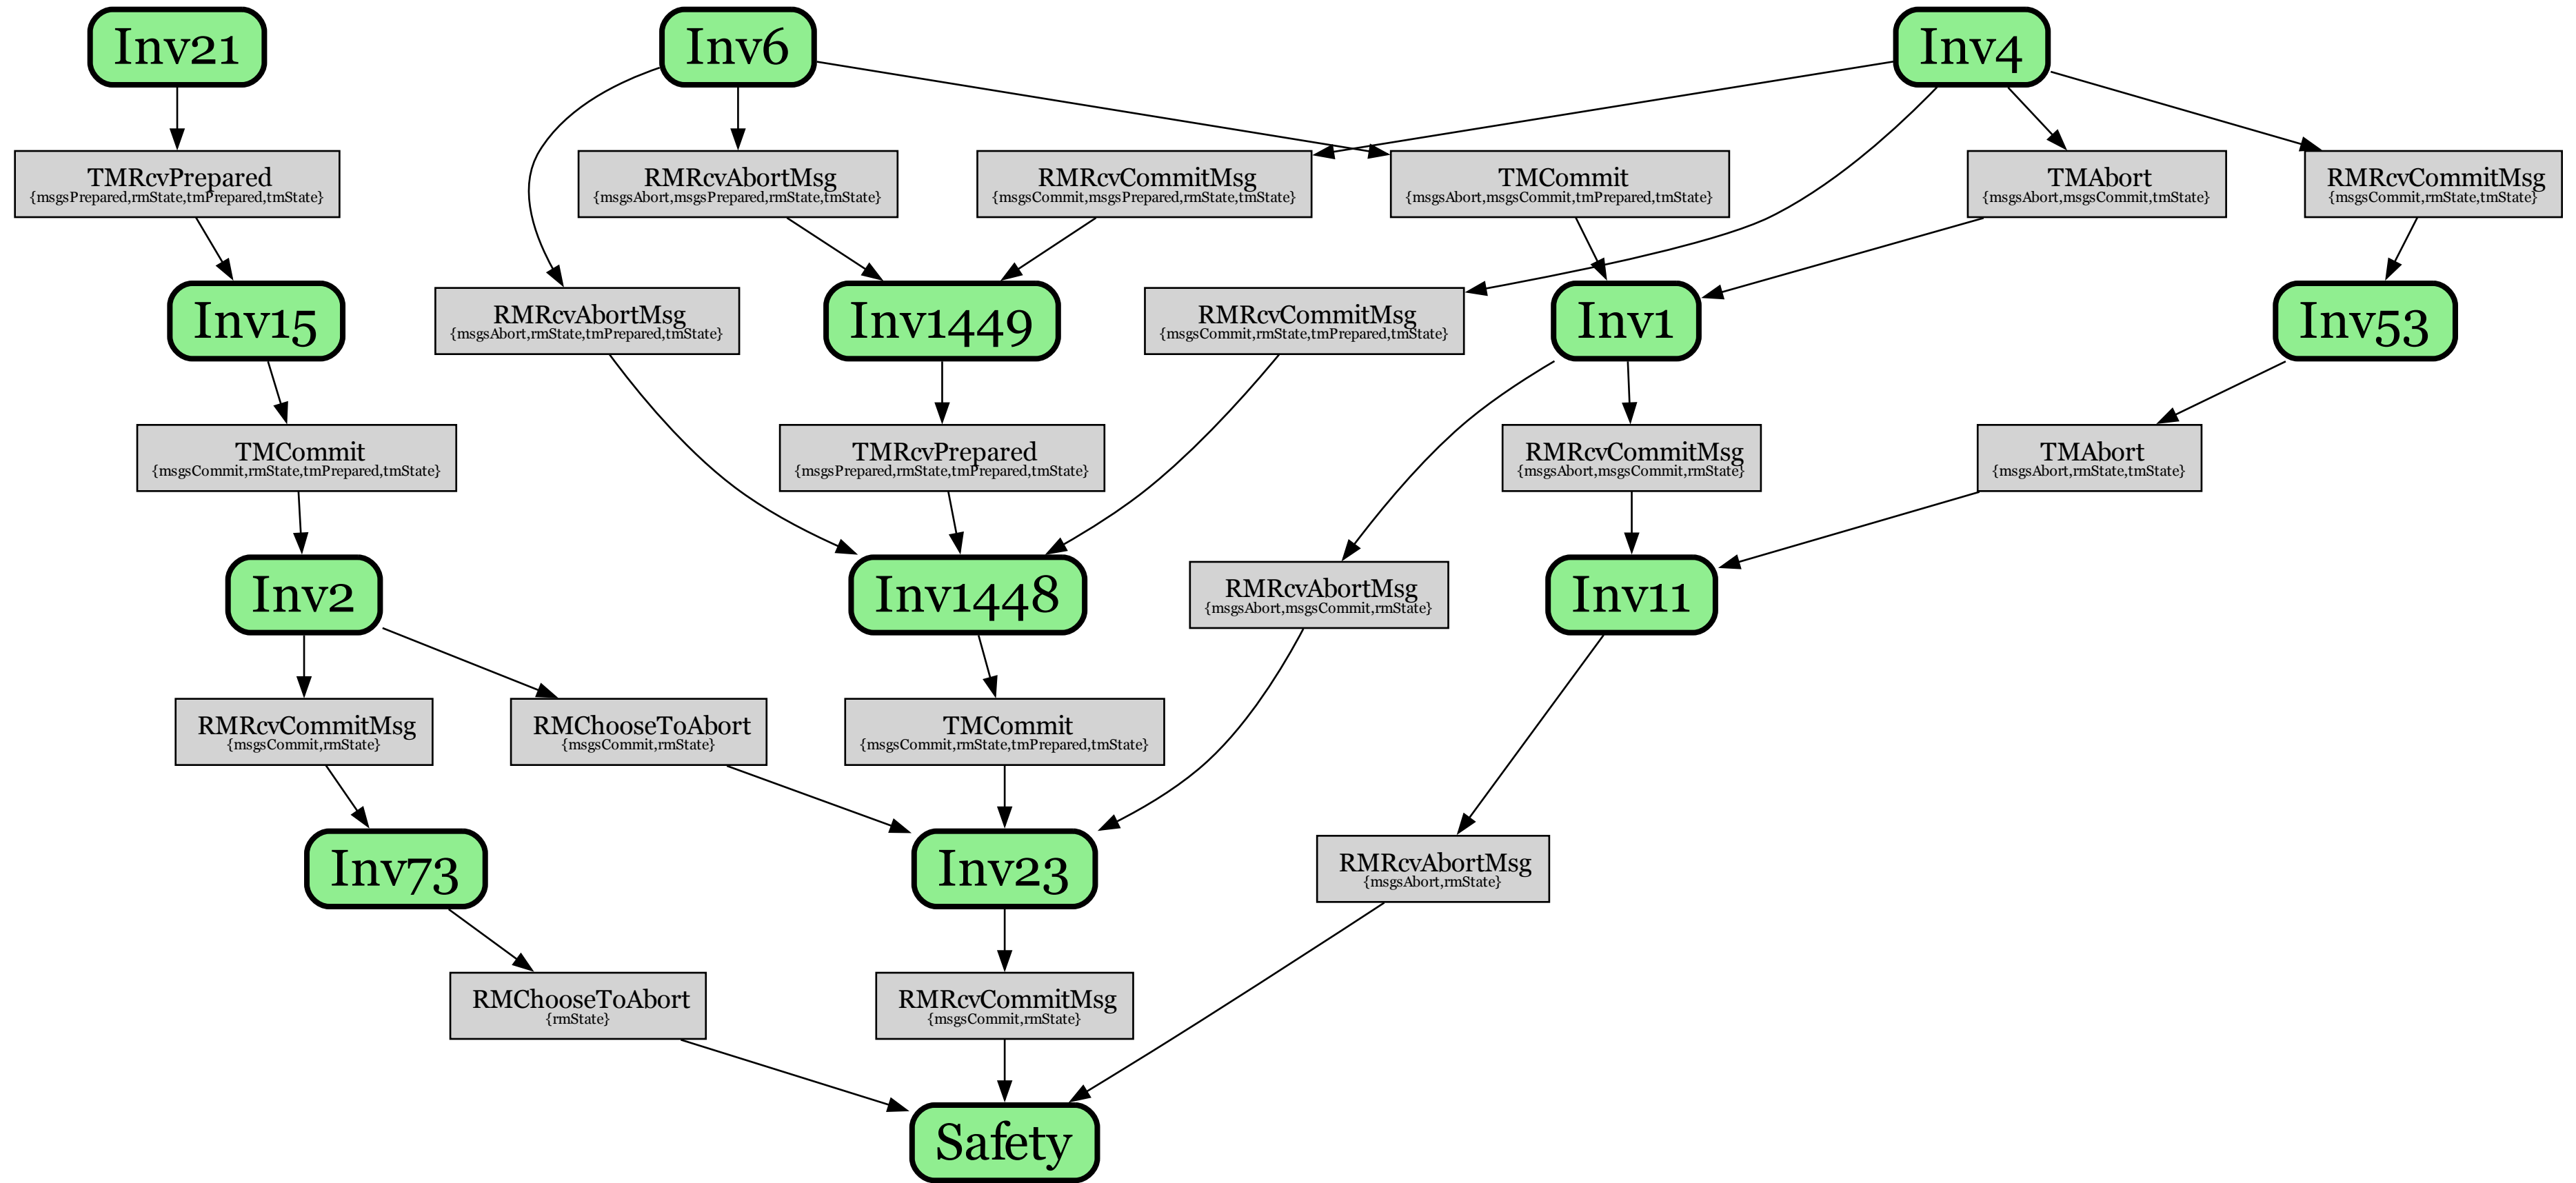 Inv21
Inv6
Inv4
TMRcvPrepared
{msgsPrepared,rmState,tmPrepared,tmState}
RMRcvAbortMsg
{msgsAbort,msgsPrepared,rmState,tmState}
RMRcvCommitMsg
{msgsCommit,msgsPrepared,rmState,tmState}
TMCommit
{msgsAbort,msgsCommit,tmPrepared,tmState}
TMAbort
{msgsAbort,msgsCommit,tmState}
RMRcvCommitMsg
{msgsCommit,rmState,tmState}
Inv15
RMRcvAbortMsg
{msgsAbort,rmState,tmPrepared,tmState}
Inv1449
RMRcvCommitMsg
{msgsCommit,rmState,tmPrepared,tmState}
Inv1
Inv53
TMCommit
{msgsCommit,rmState,tmPrepared,tmState}
TMRcvPrepared
{msgsPrepared,rmState,tmPrepared,tmState}
RMRcvCommitMsg
{msgsAbort,msgsCommit,rmState}
TMAbort
{msgsAbort,rmState,tmState}
Inv2
Inv1448
RMRcvAbortMsg
{msgsAbort,msgsCommit,rmState}
Inv11
RMRcvCommitMsg
{msgsCommit,rmState}
RMChooseToAbort
{msgsCommit,rmState}
TMCommit
{msgsCommit,rmState,tmPrepared,tmState}
Inv73
Inv23
RMRcvAbortMsg
{msgsAbort,rmState}
RMChooseToAbort
{rmState}
RMRcvCommitMsg
{msgsCommit,rmState}
Safety